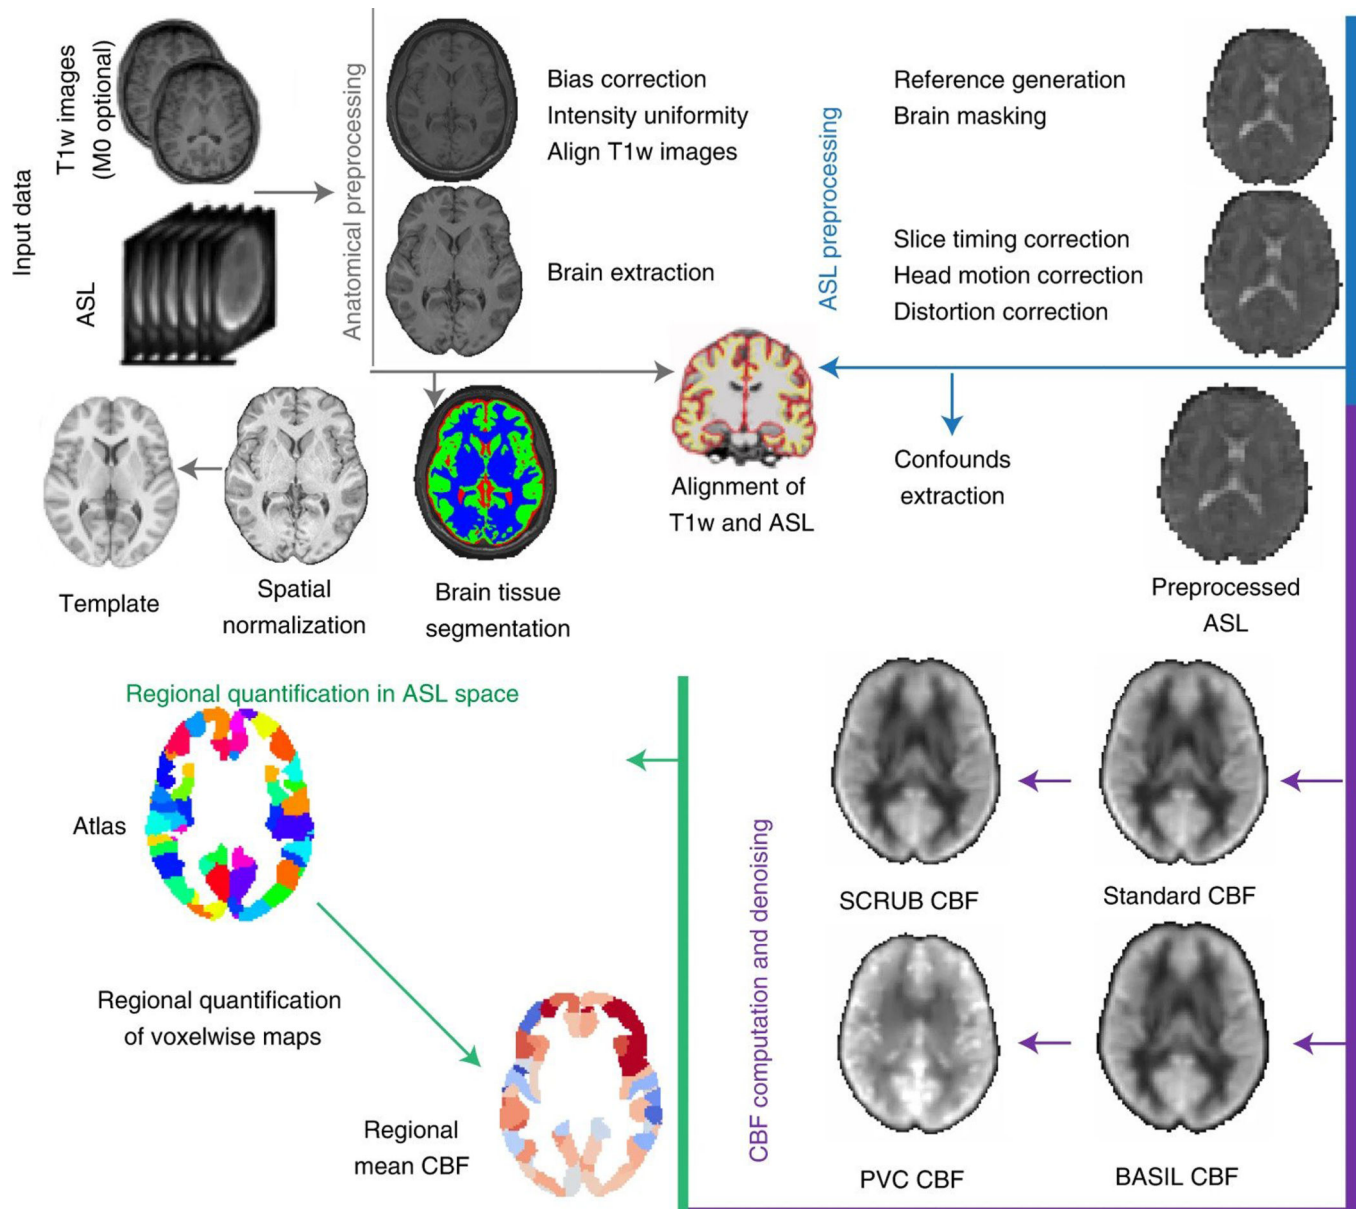 Input data
T1w images
(M0 optional)
ASL
Anatomical preprocessing
Bias correction
Intensity uniformity
Align T1w images
Brain extraction
ASL preprocessing
Reference generation
Brain masking
Slice timing correction
Head motion correction
Distortion correction
Alignment of
T1w and ASL
Confounds
extraction
Preprocessed
ASL
Template
Spatial
normalization
Brain tissue
segmentation
Regional quantification in ASL space
Atlas
Regional quantification
of voxelwise maps
Regional
mean CBF
CBF computation and denoising
SCRUB CBF
Standard CBF
PVC CBF
BASIL CBF